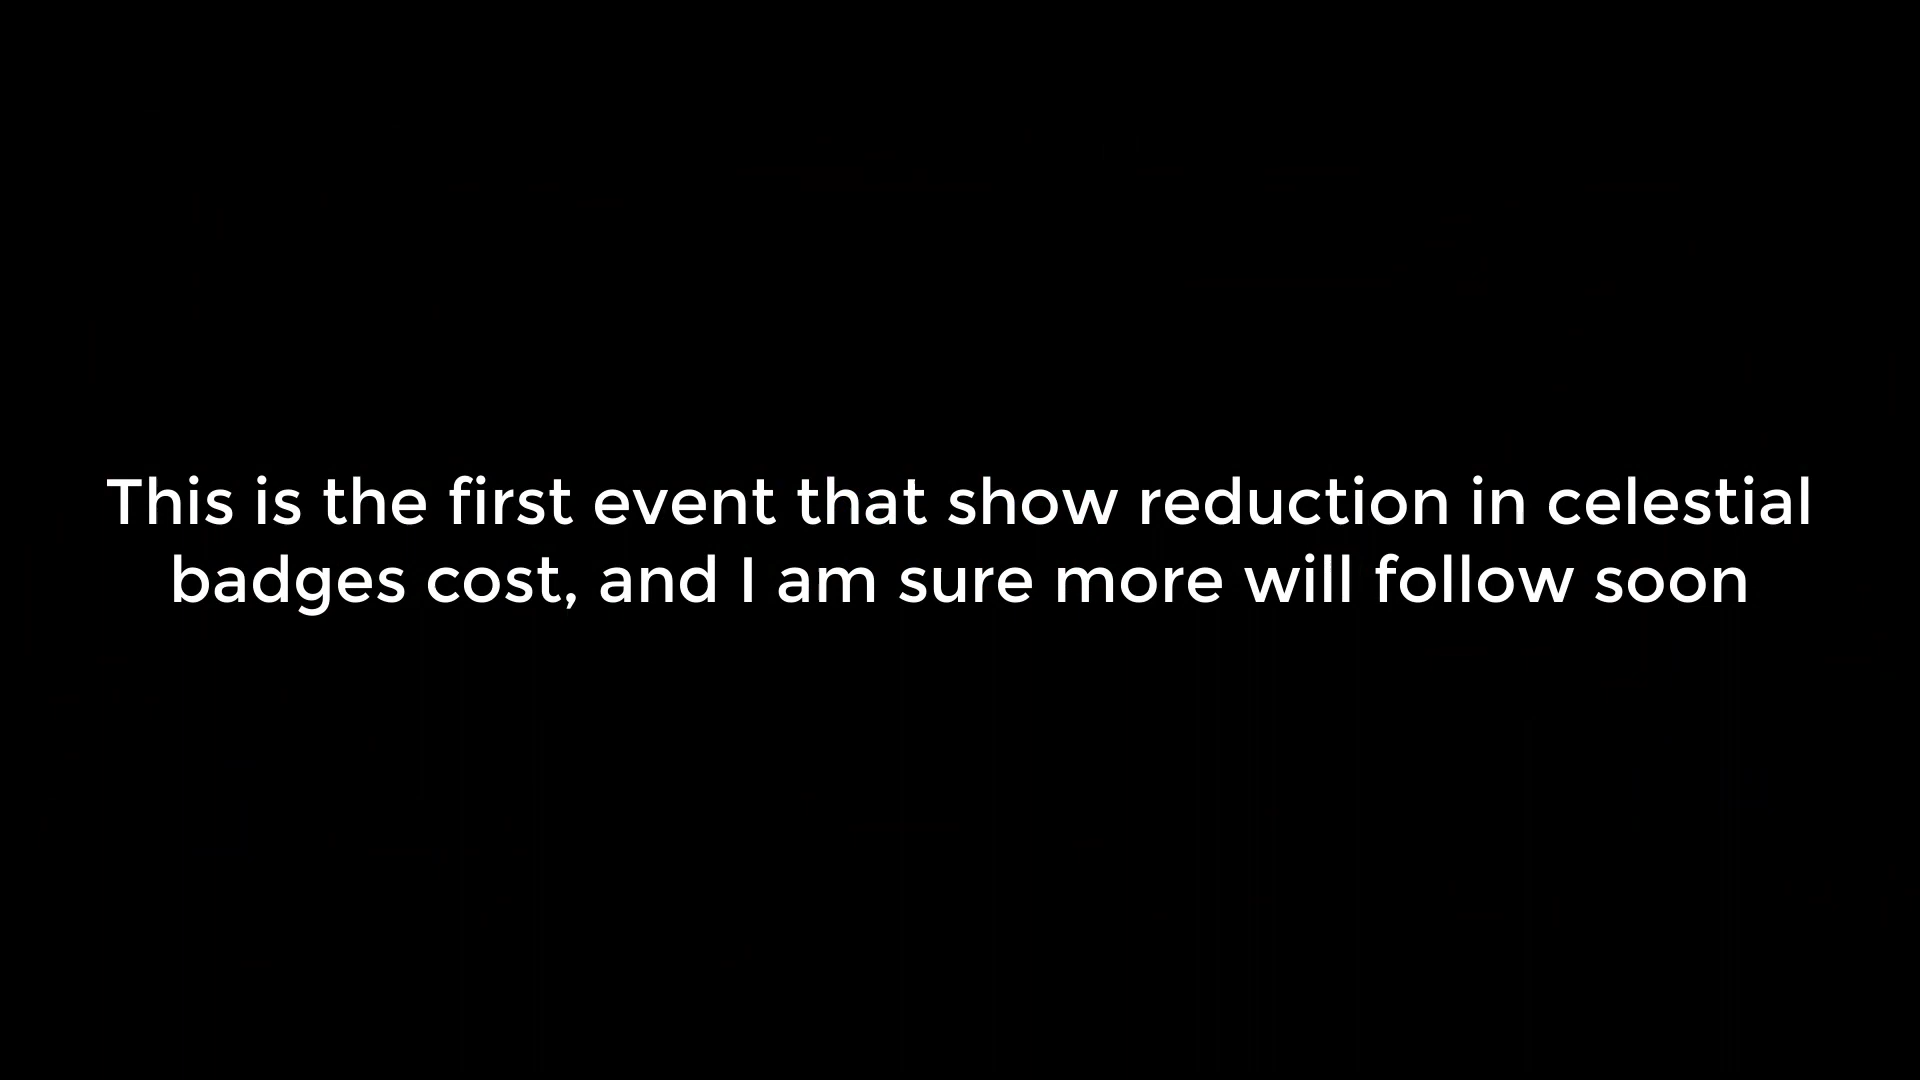 This is the first event that show reduction in celestial
badges cost, and I am sure more will follow soon